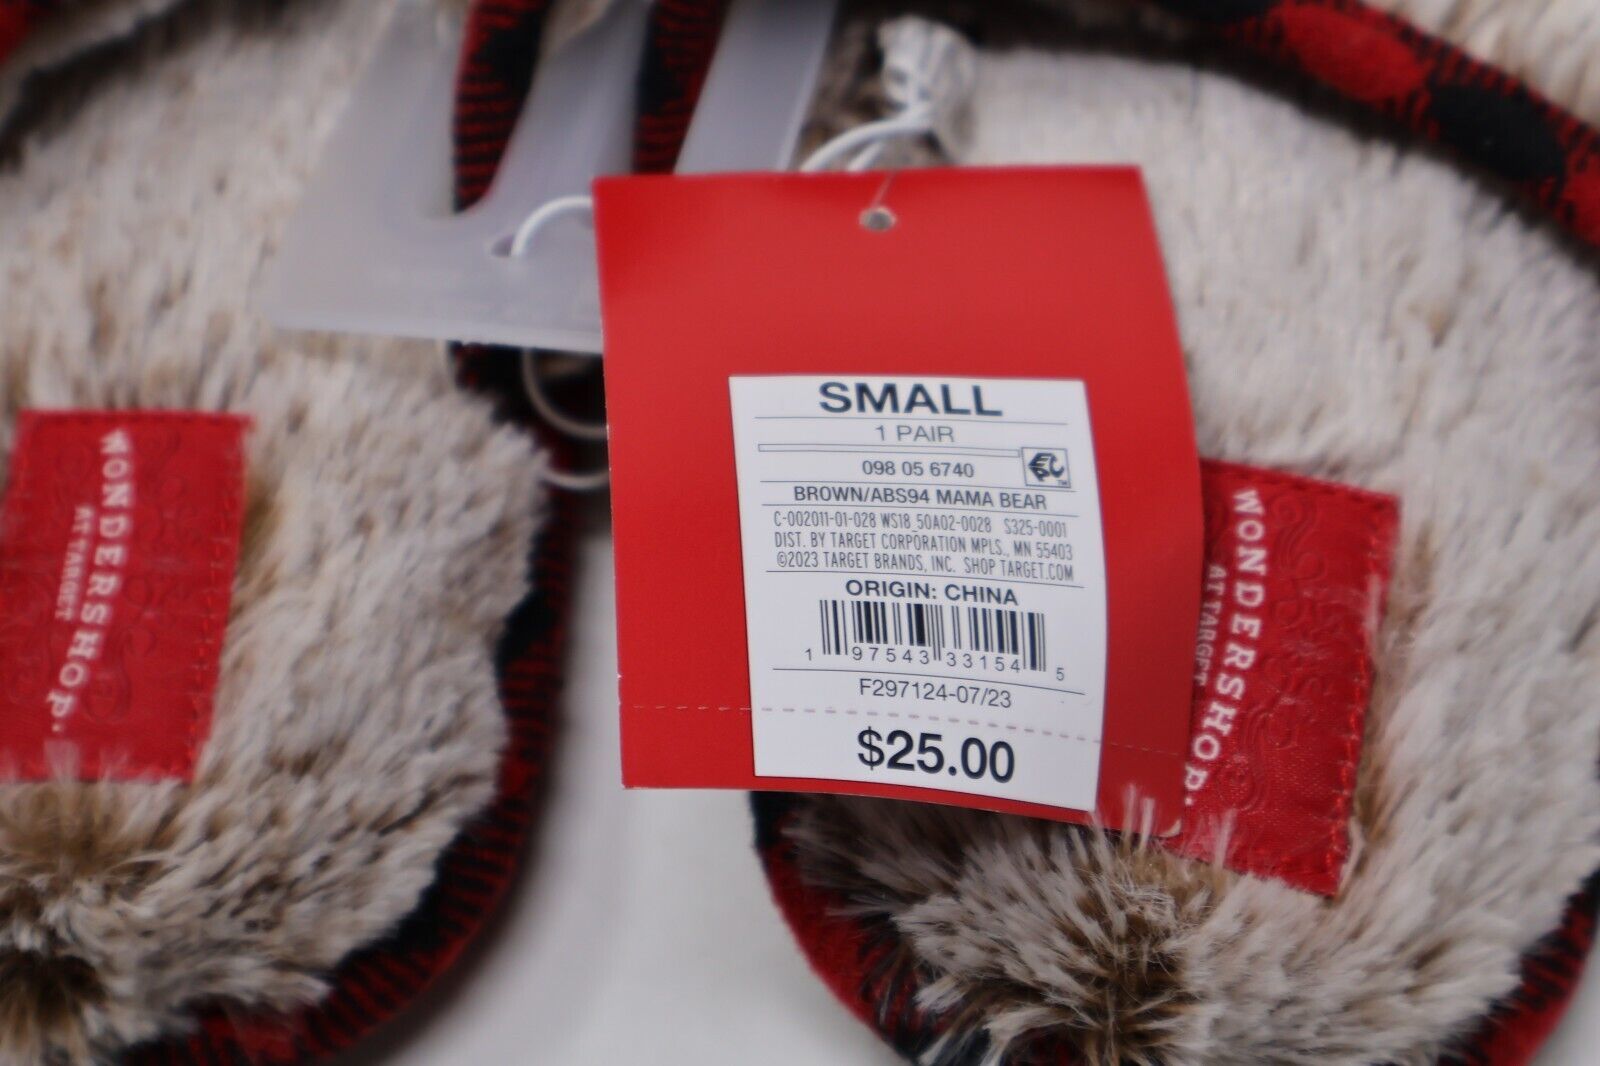 WONDERSHOP.
AT TARGET
SMALL
1 PAIR
098 05 6740
BROWN/ABS94 MAMA BEAR
C-002011-01-028 WS18_50A02-0028 S325-0001
DIST. BY TARGET CORPORATION MPLS., MN 55403
©2023 TARGET BRANDS, INC. SHOP TARGET.COM
ORIGIN: CHINA
1 97543 33154 5
F297124-07/23
$25.00
WONDERSHOP.
AT TARGET